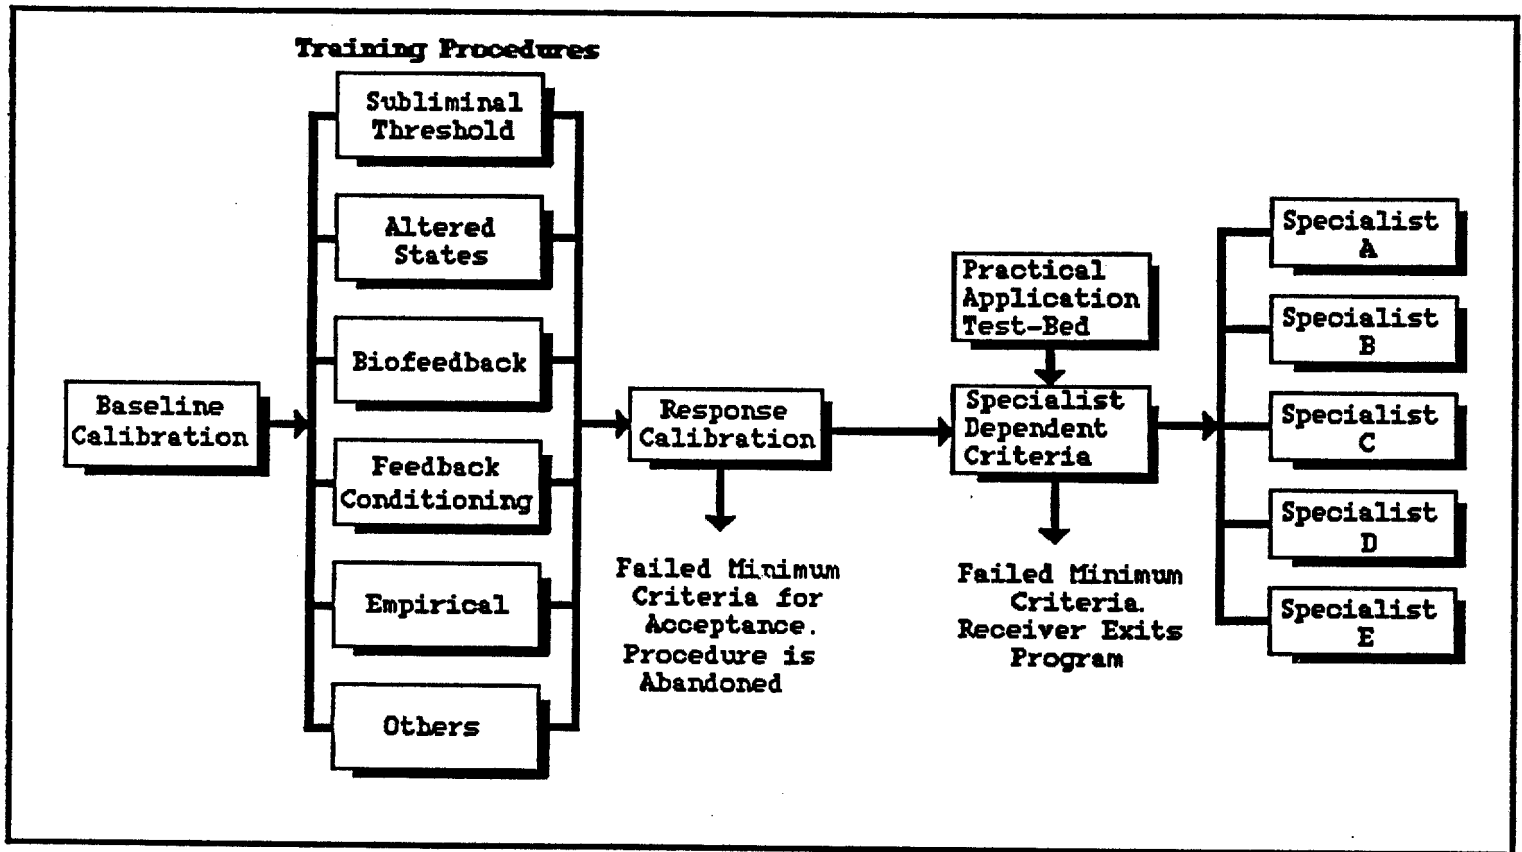 Training Procedures
Subliminal
Threshold
Altered
States
Biofeedback
Baseline
Calibration
Feedback
Conditioning
Empirical
Others
Response
Calibration
Failed Minimum
Criteria for
Acceptance.
Procedure is
Abandoned
Practical
Application
Test-Bed
Specialist
Dependent
Criteria
Failed Minimum
Criteria.
Receiver Exits
Program
Specialist
A
Specialist
B
Specialist
C
Specialist
D
Specialist
E